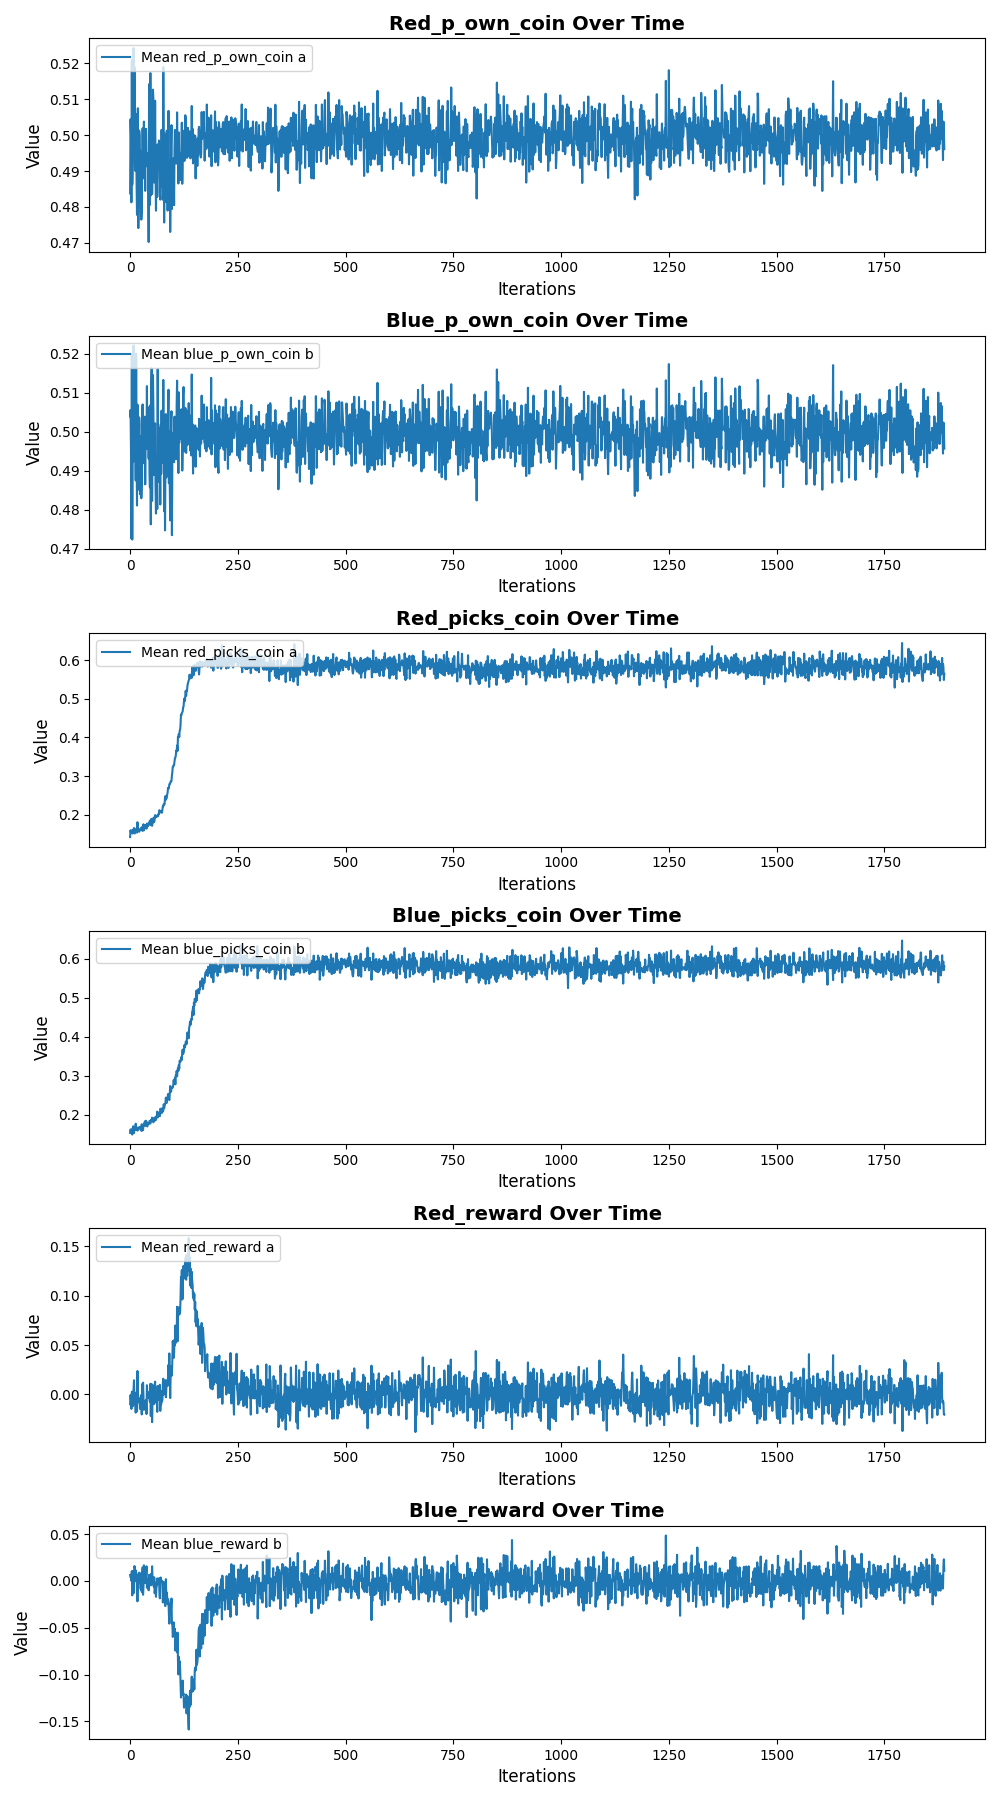 Red_p_own_coin Over Time
Mean red_p_own_coin a
0.52
0.51
0.50
0.49
0.48
0.47
Value
0 250 500 750 1000 1250 1500 1750
Iterations
Blue_p_own_coin Over Time
Mean blue_p_own_coin b
0.52
0.51
0.50
0.49
0.48
0.47
Value
0 250 500 750 1000 1250 1500 1750
Iterations
Red_picks_coin Over Time
Mean red_picks_coin a
0.6
0.5
0.4
0.3
0.2
Value
0 250 500 750 1000 1250 1500 1750
Iterations
Blue_picks_coin Over Time
Mean blue_picks_coin b
0.6
0.5
0.4
0.3
0.2
Value
0 250 500 750 1000 1250 1500 1750
Iterations
Red_reward Over Time
Mean red_reward a
0.15
0.10
0.05
0.00
Value
0 250 500 750 1000 1250 1500 1750
Iterations
Blue_reward Over Time
Mean blue_reward b
0.05
0.00
−0.05
−0.10
−0.15
Value
0 250 500 750 1000 1250 1500 1750
Iterations